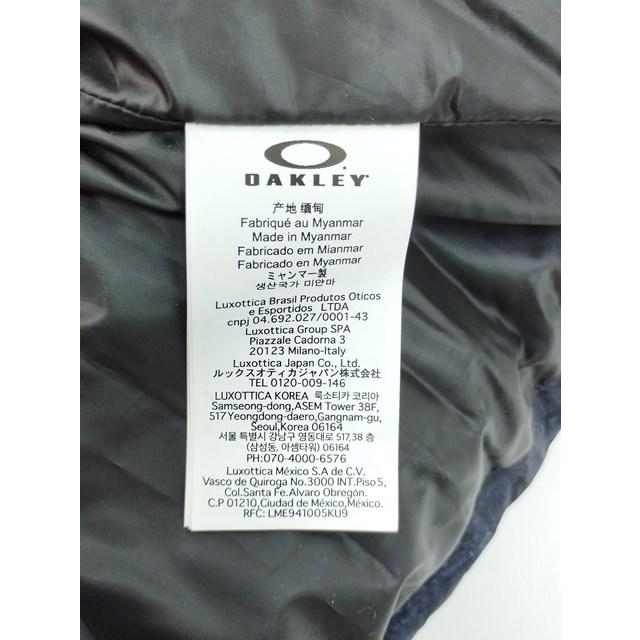 OAKLEY
产地 缅甸
Fabriqué au Myanmar
Made in Myanmar
Fabricado em Mianmar
Fabricado en Myanmar
ミャンマー製
생산국가 미얀마
Luxottica Brasil Produtos Oticos
e Esportidos LTDA
cnpj 04.692.027/0001-43
Luxottica Group SPA
Piazzale Cadorna 3
20123 Milano-Italy
Luxottica Japan Co., Ltd.
ルックスオティカジャパン株式会社
TEL 0120-009-146
LUXOTTICA KOREA 룩소티카 코리아
Samseong-dong,ASEM Tower 38F,
517Yeongdong-daero,Gangnam-gu,
Seoul,Korea 06164
서울 특별시 강남구 영동대로 517,38 층
(삼성동, 아셈타워) 06164
PH:070-4000-6576
Luxottica México S.A de C.V.
Vasco de Quiroga No.3000 INT.Piso5,
Col.Santa Fe.Alvaro Obregón.
C.P 01210,Ciudad de México,México.
RFC: LME941005KU9